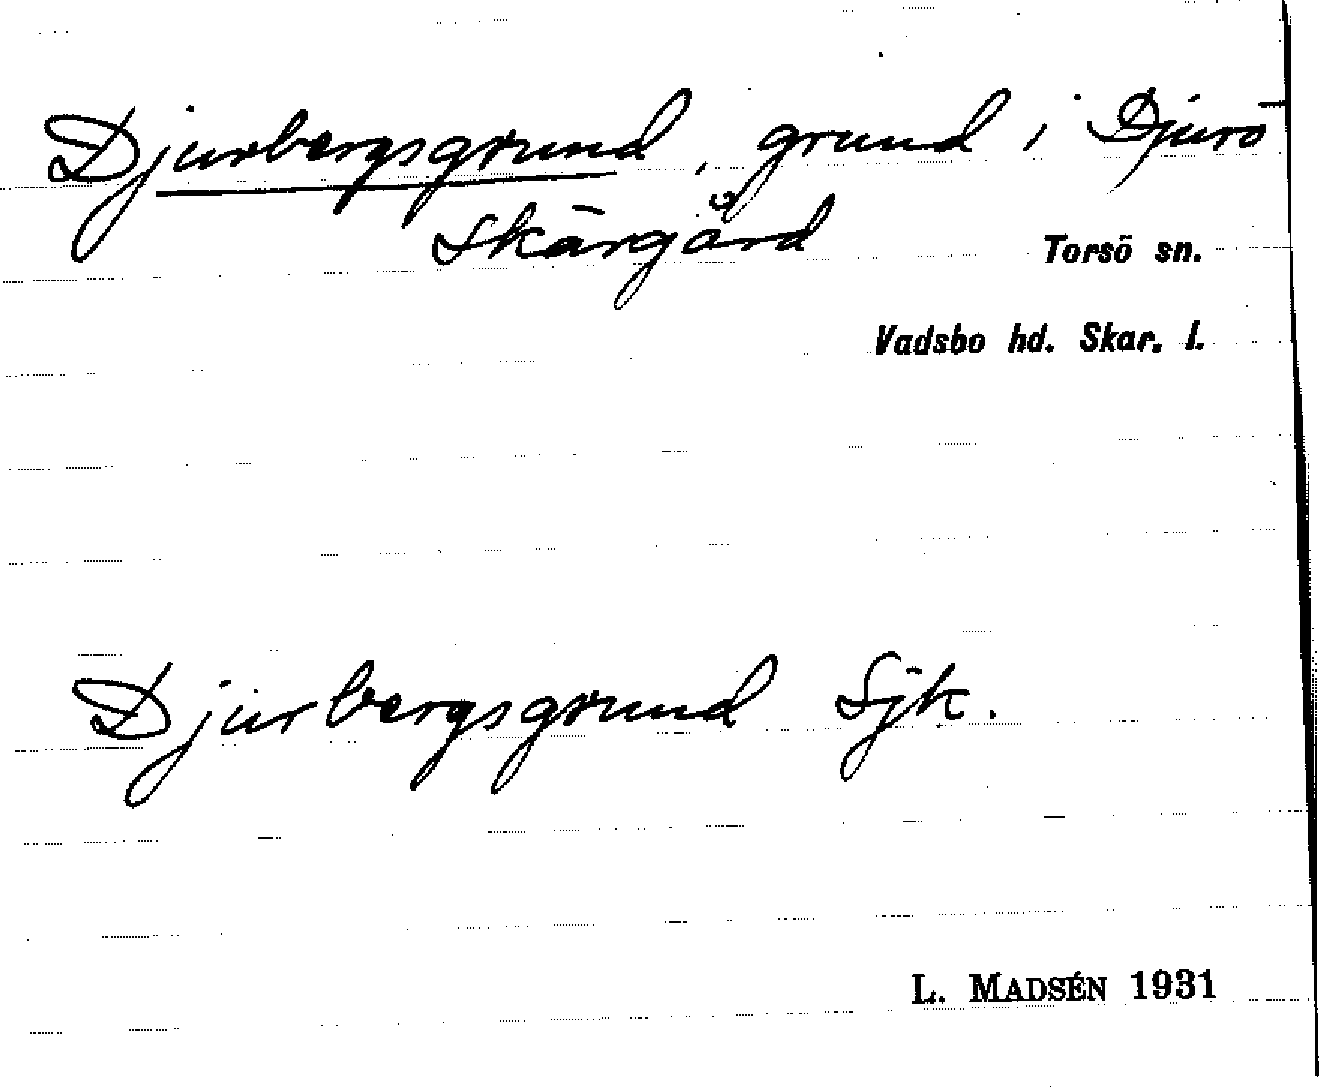 Djurbergsgrund, grund i Djurö
skärgård
Torsö sn.
Vadsbo hd. Skar. l.
Djurbergsgrund Sjk.
L. MADSÉN 1931